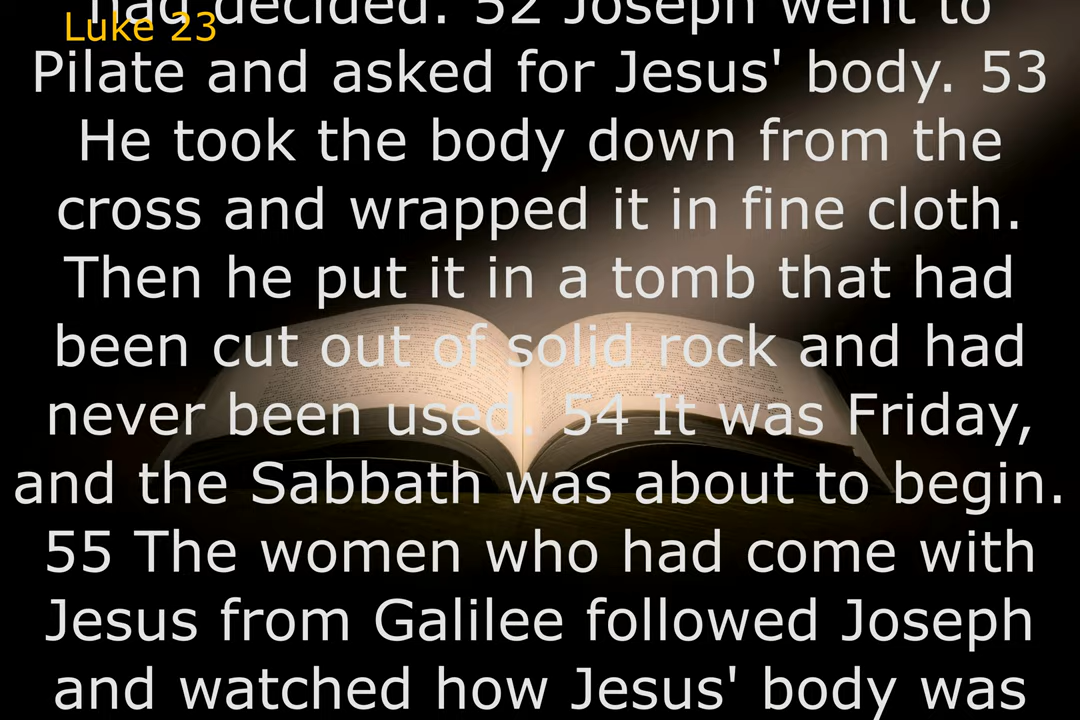 had decided. 52 Joseph went to
Luke 23
Pilate and asked for Jesus' body. 53
He took the body down from the
cross and wrapped it in fine cloth.
Then he put it in a tomb that had
been cut out of solid rock and had
never been used. 54 It was Friday,
and the Sabbath was about to begin.
55 The women who had come with
Jesus from Galilee followed Joseph
and watched how Jesus' body was